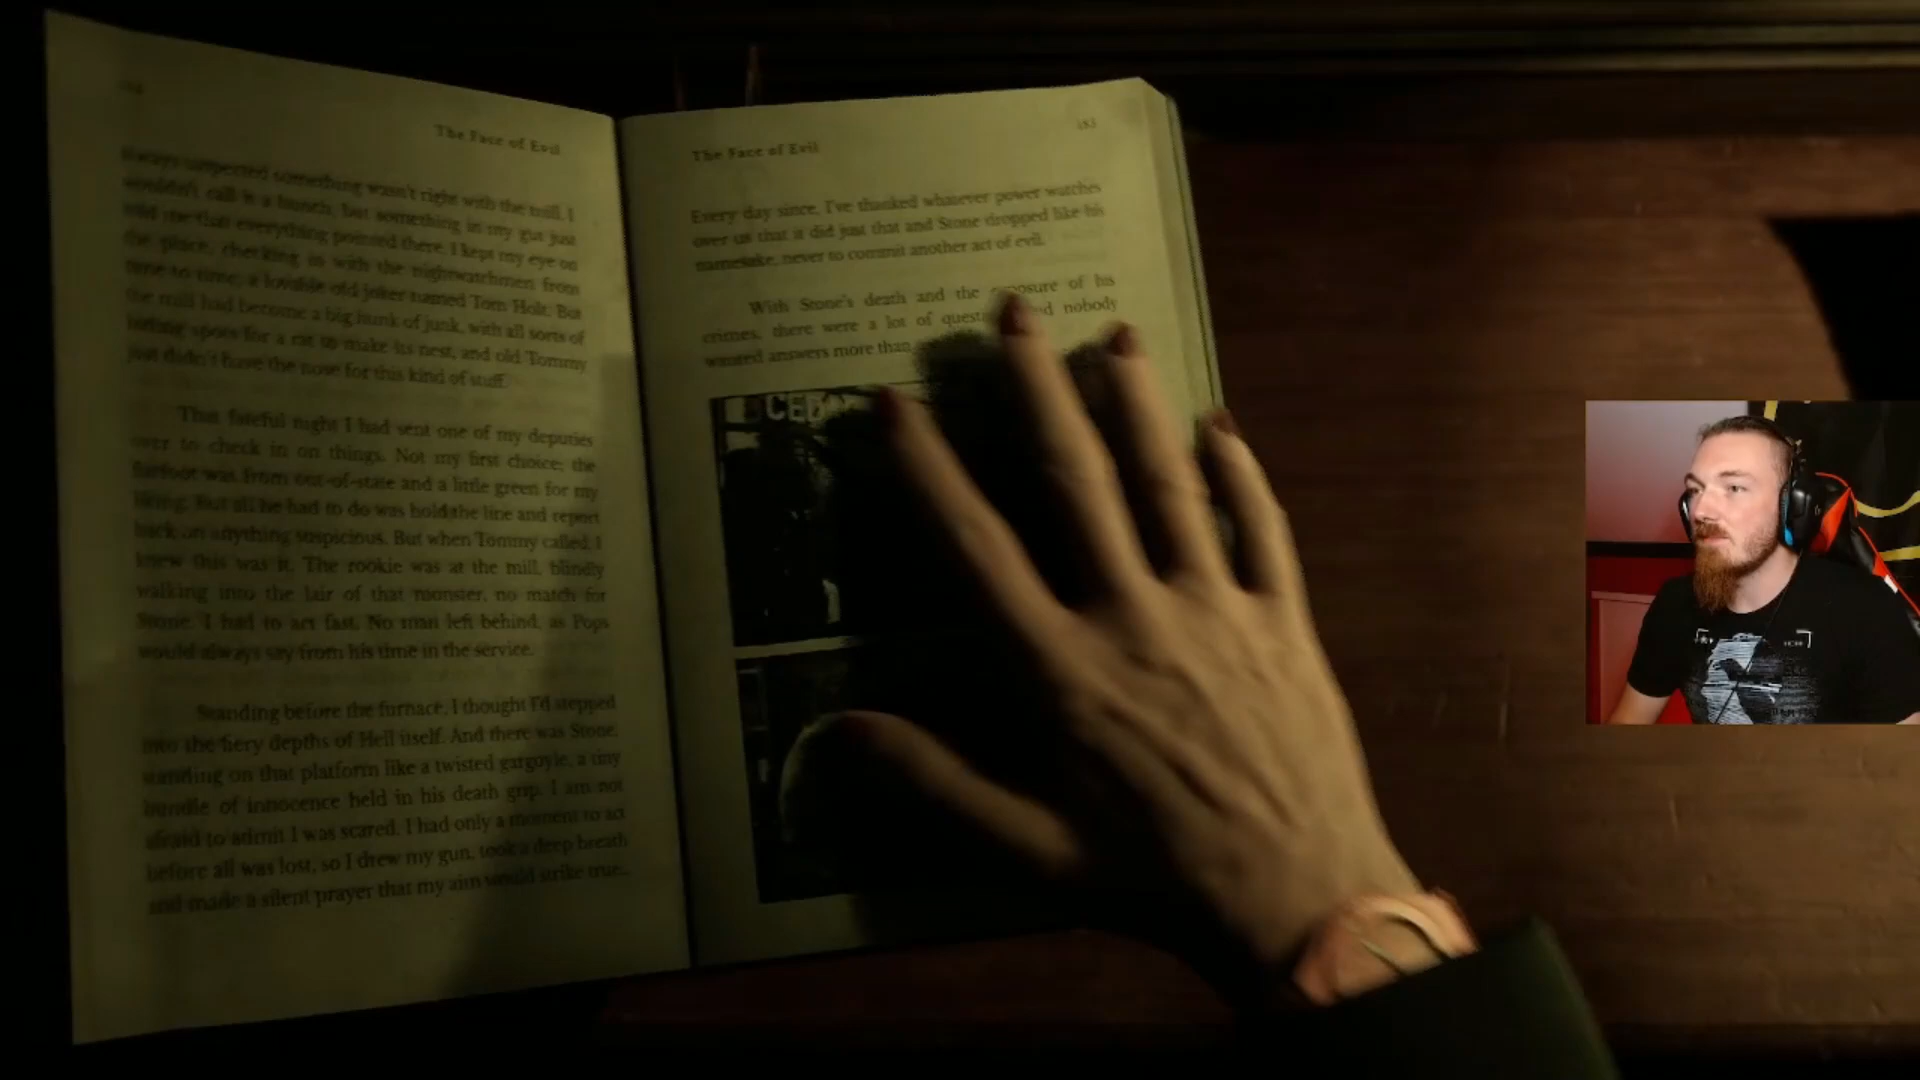 The Face of Evil
always suspected something wasn't right with the mill. I
wouldn't call it a hunch, but something in my gut just
told me that everything pointed there. I kept my eye on
the place, checking in with the nightwatchmen from
time to time, a lovable old joker named Tom Holt. But
the mill had become a big hunk of junk, with all sorts of
hiding spots for a rat to make its nest, and old Tommy
just didn't have the nose for this kind of stuff.
That fateful night I had sent one of my deputies
over to check in on things. Not my first choice; the
flatfoot was from out-of-state and a little green for my
liking. But all he had to do was hold the line and report
back on anything suspicious. But when Tommy called, I
knew this was it. The rookie was at the mill, blindly
walking into the lair of that monster, no match for
Stone. I had to act fast. No man left behind, as Pops
would always say from his time in the service.
Standing before the furnace, I thought I'd stepped
into the fiery depths of Hell itself. And there was Stone,
standing on that platform like a twisted gargoyle, a tiny
bundle of innocence held in his death grip. I am not
afraid to admit I was scared. I had only a moment to act
before all was lost, so I drew my gun, took a deep breath
and made a silent prayer that my aim would strike true.
The Face of Evil
183
Every day since, I've thanked whatever power watches
over us that it did just that and Stone dropped like his
namesake, never to commit another act of evil.
With Stone's death and the exposure of his
crimes, there were a lot of nobody
wanted answers more than
CED